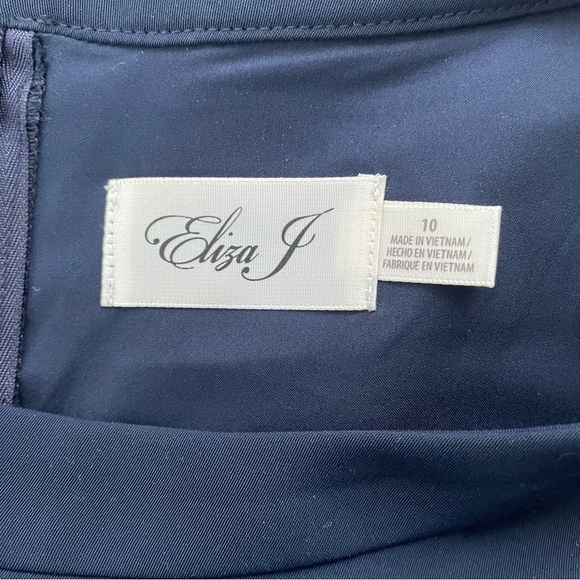 Eliza J
10
MADE IN VIETNAM/
HECHO EN VIETNAM/
FABRIQUE EN VIETNAM